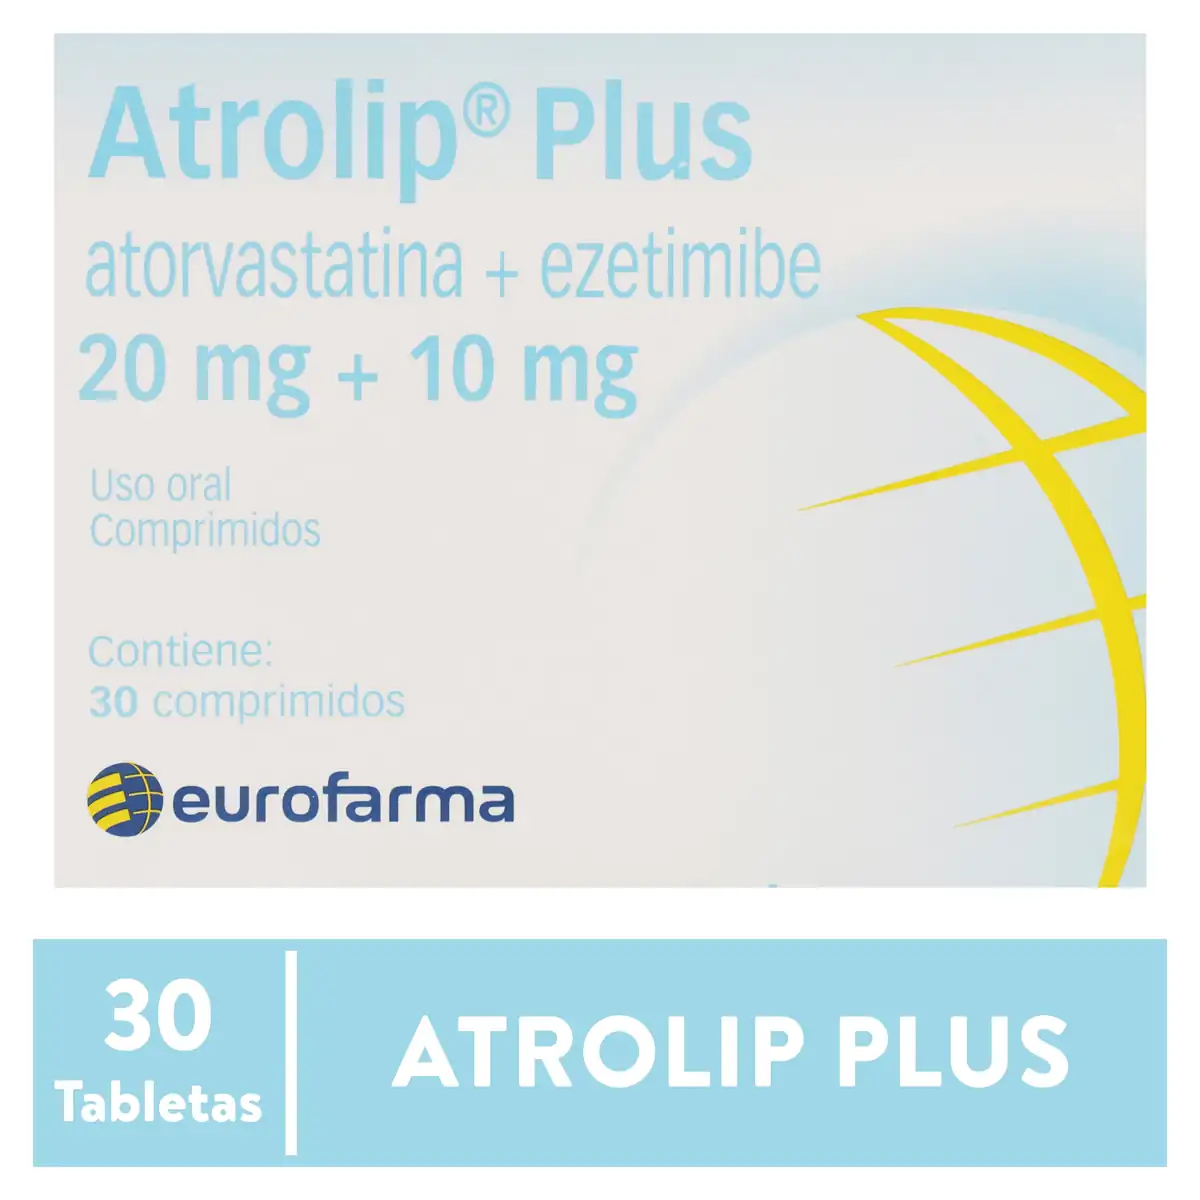 Atrolip® Plus
atorvastatina + ezetimibe
20 mg + 10 mg
Uso oral
Comprimidos
Contiene:
30 comprimidos
eurofarma
30
Tabletas
ATROLIP PLUS